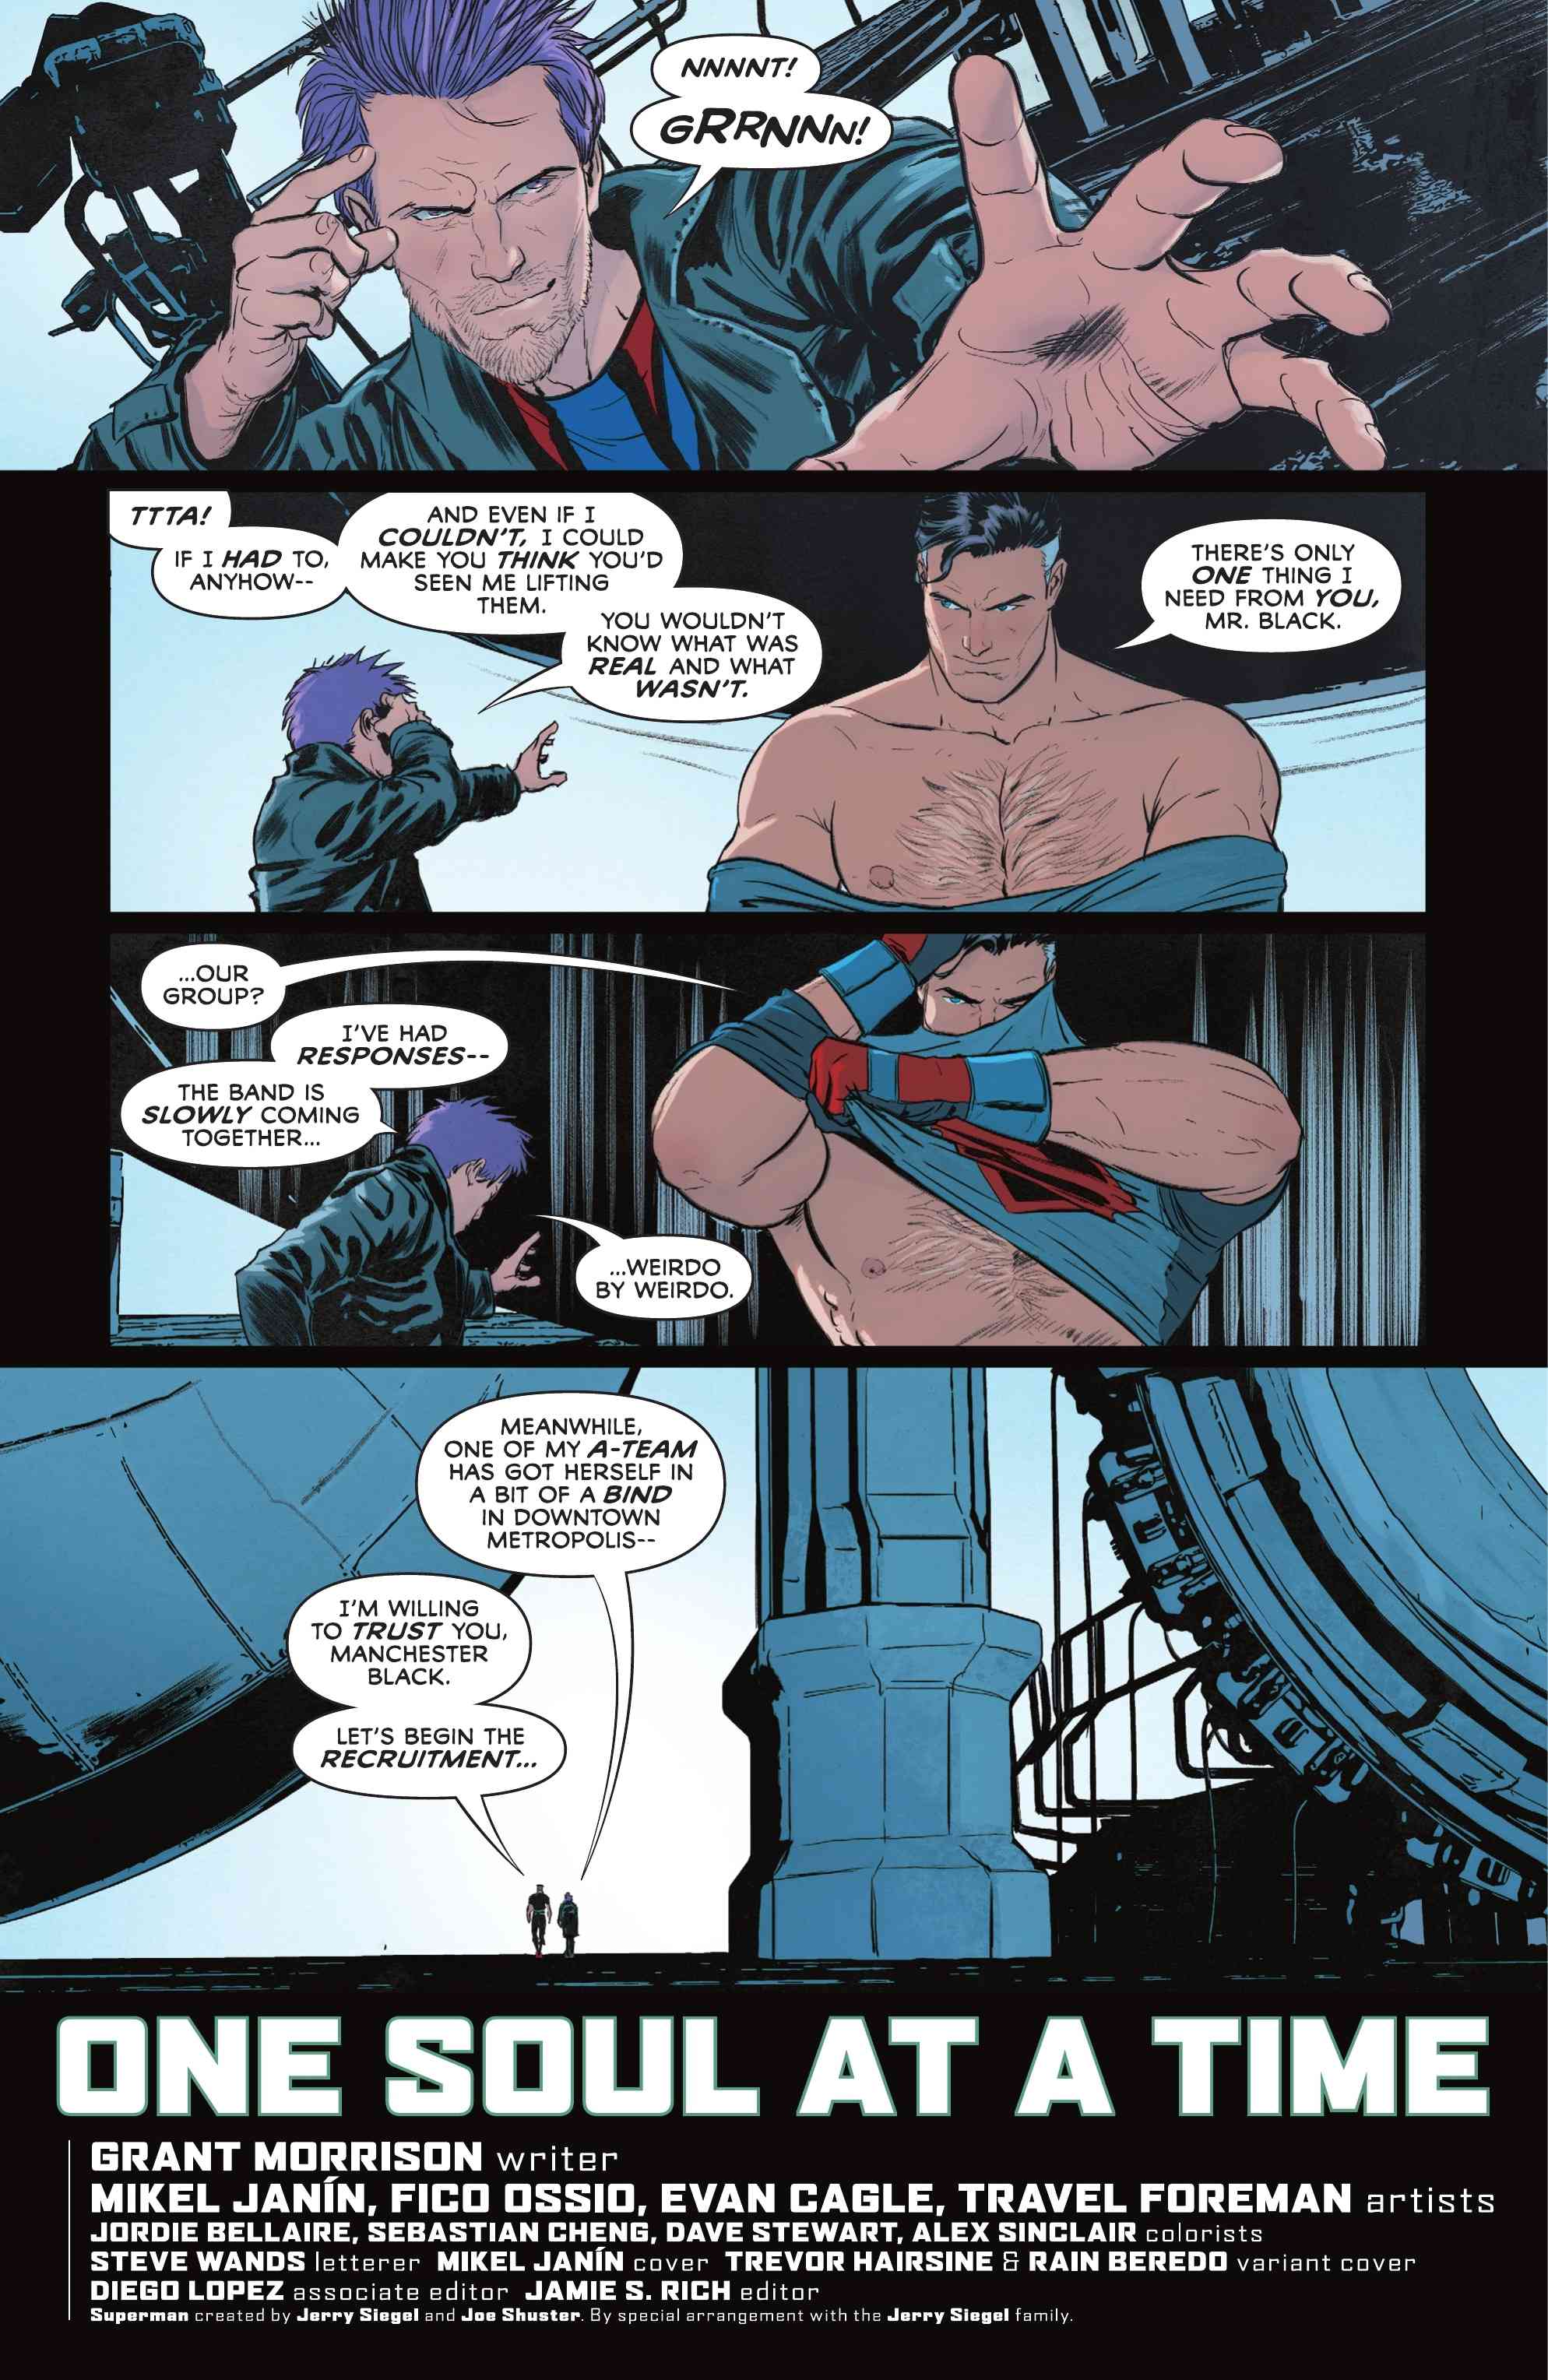 NNNNT!
GRRNNN!
TTTA!
IF I HAD TO,
ANYHOW--
AND EVEN IF I
COULDN'T, I COULD
MAKE YOU THINK YOU'D
SEEN ME LIFTING
THEM.
YOU WOULDN'T
KNOW WHAT WAS
REAL AND WHAT
WASN'T.
THERE'S ONLY
ONE THING I
NEED FROM YOU,
MR. BLACK.
...OUR
GROUP?
I'VE HAD
RESPONSES--
THE BAND IS
SLOWLY COMING
TOGETHER...
...WEIRDO
BY WEIRDO.
MEANWHILE,
ONE OF MY A-TEAM
HAS GOT HERSELF IN
A BIT OF A BIND
IN DOWNTOWN
METROPOLIS--
I'M WILLING
TO TRUST YOU,
MANCHESTER
BLACK.
LET'S BEGIN THE
RECRUITMENT...
ONE SOUL AT A TIME
GRANT MORRISON writer
MIKEL JANÍN, FICO OSSIO, EVAN CAGLE, TRAVEL FOREMAN artists
JORDIE BELLAIRE, SEBASTIAN CHENG, DAVE STEWART, ALEX SINCLAIR colorists
STEVE WANDS letterer MIKEL JANÍN cover TREVOR HAIRSINE & RAIN BEREDO variant cover
DIEGO LOPEZ associate editor JAMIE S. RICH editor
Superman created by Jerry Siegel and Joe Shuster. By special arrangement with the Jerry Siegel family.